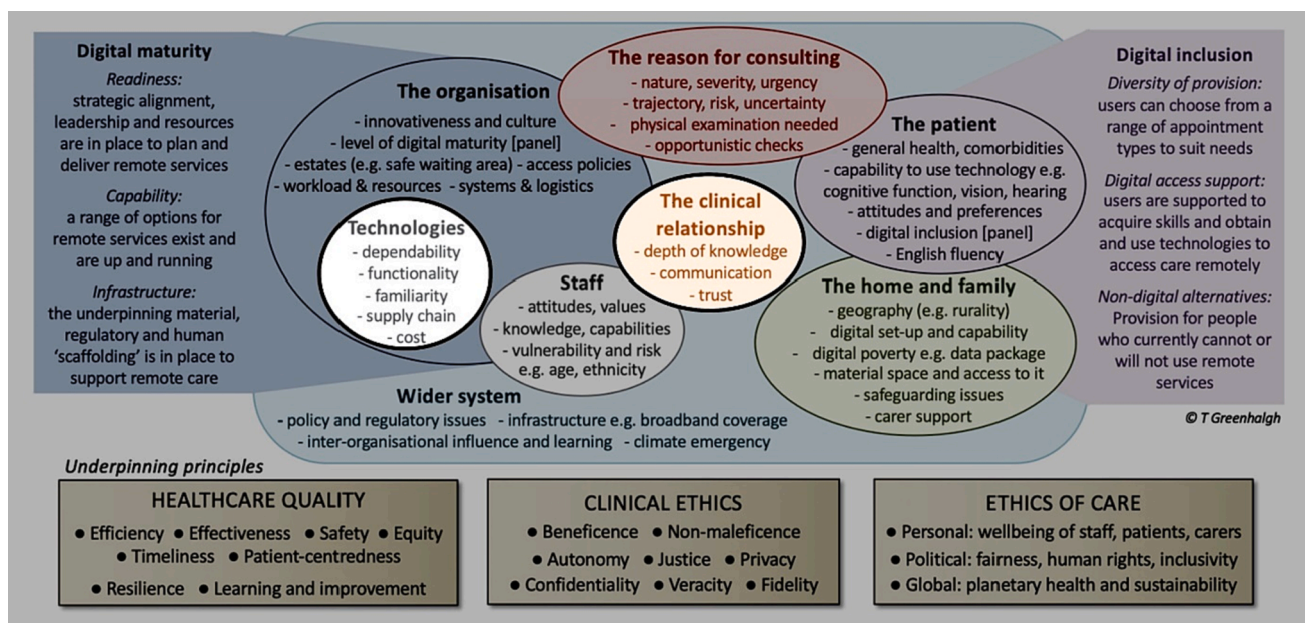 Digital maturity
Readiness:
strategic alignment,
leadership and resources
are in place to plan and
deliver remote services
Capability:
a range of options for
remote services exist and
are up and running
Infrastructure:
the underpinning material,
regulatory and human
‘scaffolding’ is in place to
support remote care
The organisation
- innovativeness and culture
- level of digital maturity [panel]
- estates (e.g. safe waiting area) - access policies
- workload & resources - systems & logistics
Technologies
- dependability
- functionality
- familiarity
- supply chain
- cost
The reason for consulting
- nature, severity, urgency
- trajectory, risk, uncertainty
- physical examination needed
- opportunistic checks
The clinical
relationship
- depth of knowledge
- communication
- trust
Staff
- attitudes, values
- knowledge, capabilities
- vulnerability and risk
e.g. age, ethnicity
The patient
- general health, comorbidities
- capability to use technology e.g.
cognitive function, vision, hearing
- attitudes and preferences
- digital inclusion [panel]
- English fluency
The home and family
- geography (e.g. rurality)
- digital set-up and capability
- digital poverty e.g. data package
- material space and access to it
- safeguarding issues
- carer support
Wider system
- policy and regulatory issues - infrastructure e.g. broadband coverage
- inter-organisational influence and learning - climate emergency
Digital inclusion
Diversity of provision:
users can choose from a
range of appointment
types to suit needs
Digital access support:
users are supported to
acquire skills and obtain
and use technologies to
access care remotely
Non-digital alternatives:
Provision for people
who currently cannot or
will not use remote
services
© T Greenhalgh
Underpinning principles
HEALTHCARE QUALITY
● Efficiency ● Effectiveness ● Safety ● Equity
● Timeliness ● Patient-centredness
● Resilience ● Learning and improvement
CLINICAL ETHICS
● Beneficence ● Non-maleficence
● Autonomy ● Justice ● Privacy
● Confidentiality ● Veracity ● Fidelity
ETHICS OF CARE
● Personal: wellbeing of staff, patients, carers
● Political: fairness, human rights, inclusivity
● Global: planetary health and sustainability